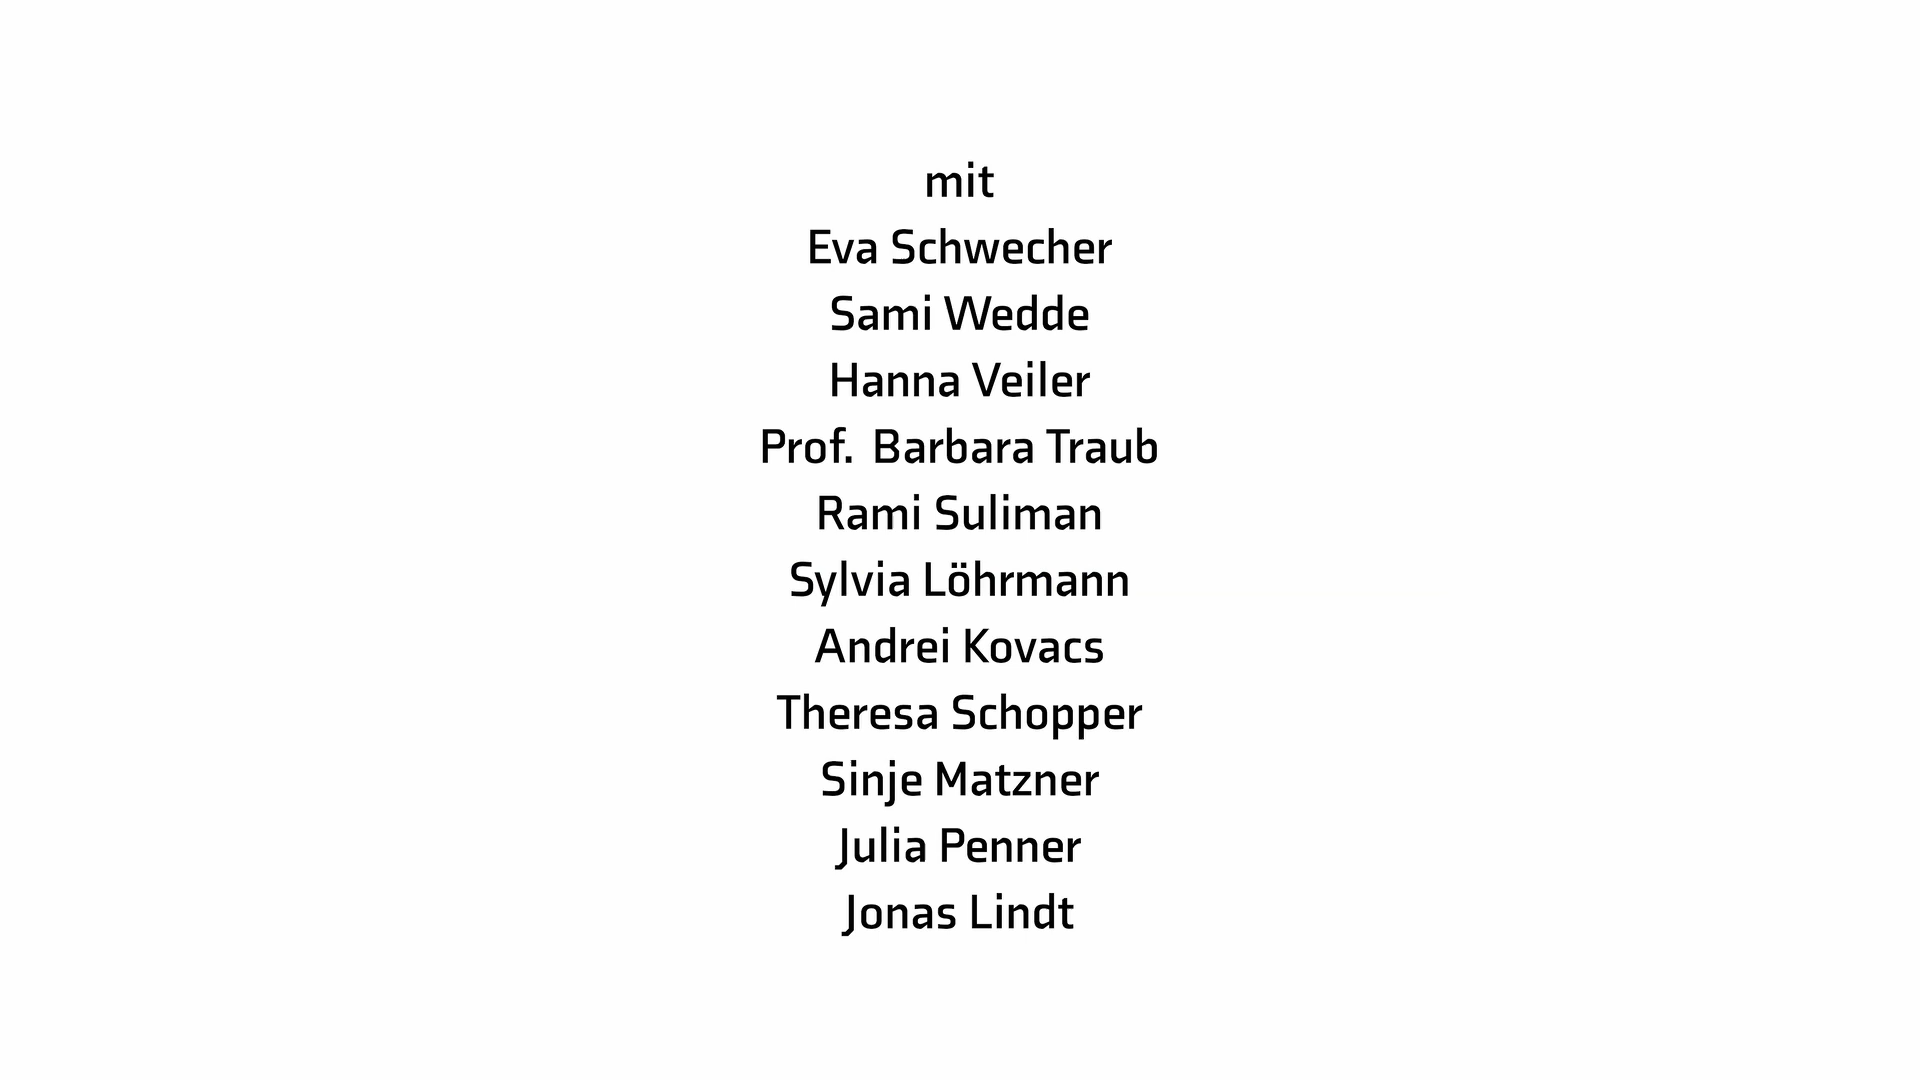 mit
Eva Schwecher
Sami Wedde
Hanna Veiler
Prof. Barbara Traub
Rami Suliman
Sylvia Löhrmann
Andrei Kovacs
Theresa Schopper
Sinje Matzner
Julia Penner
Jonas Lindt